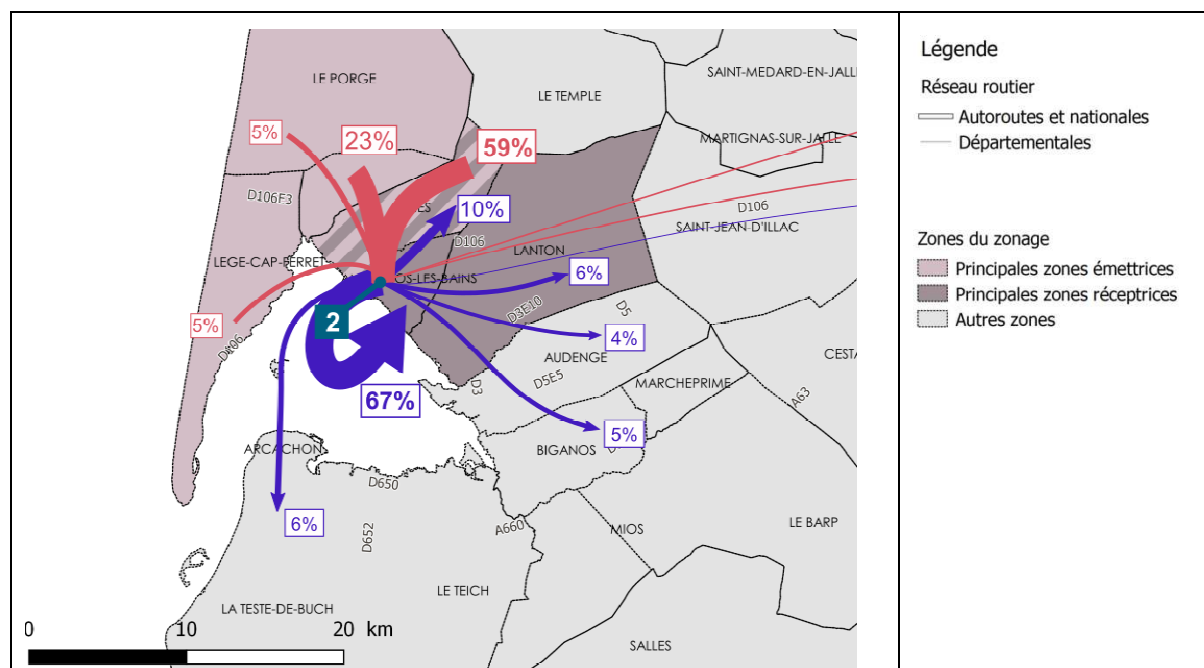 LE PORGE
LE TEMPLE
SAINT-MEDARD-EN-JALL
MARTIGNAS-SUR-JALLE
5%
23%
59%
D106F3
10%
D106
SAINT-JEAN-D'ILLAC
D106
LANTON
LEGE-CAP-FERRET
OS-LES-BAINS
6%
2
5%
D106
D3E10
D5
4%
AUDENGE
CESTA
D5E5
MARCHEPRIME
D3
A63
67%
5%
BIGANOS
ARCACHON
D650
6%
D652
A660
MIOS
LE BARP
LE TEICH
LA TESTE-DE-BUCH
SALLES
0 10 20 km
Légende
Réseau routier
Autoroutes et nationales
Départementales
Zones du zonage
Principales zones émettrices
Principales zones réceptrices
Autres zones